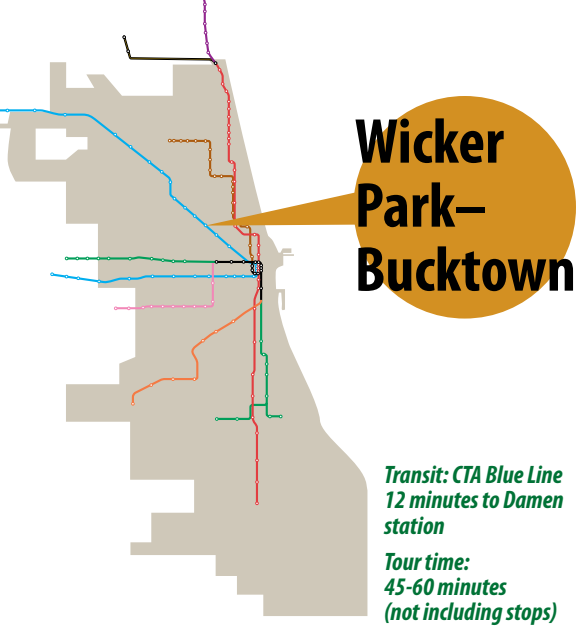 Wicker
Park–
Bucktown
Transit: CTA Blue Line
12 minutes to Damen
station
Tour time:
45-60 minutes
(not including stops)